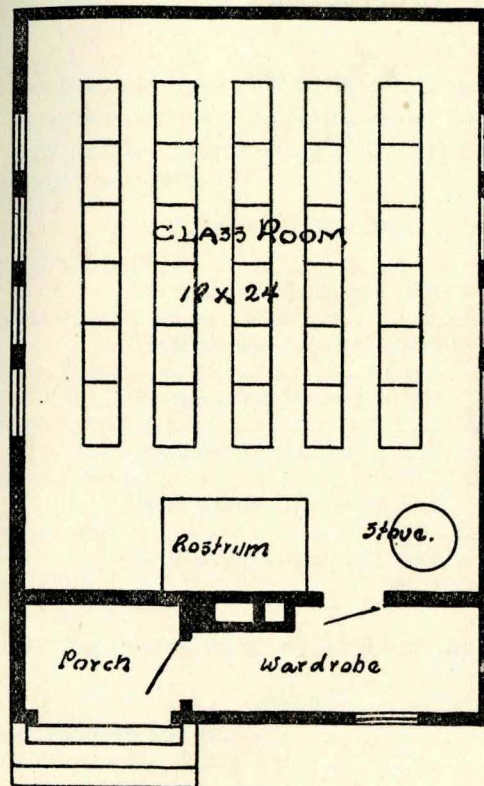 CLASS ROOM
18 x 24
Rostrum
Stove.
Porch
Wardrobe